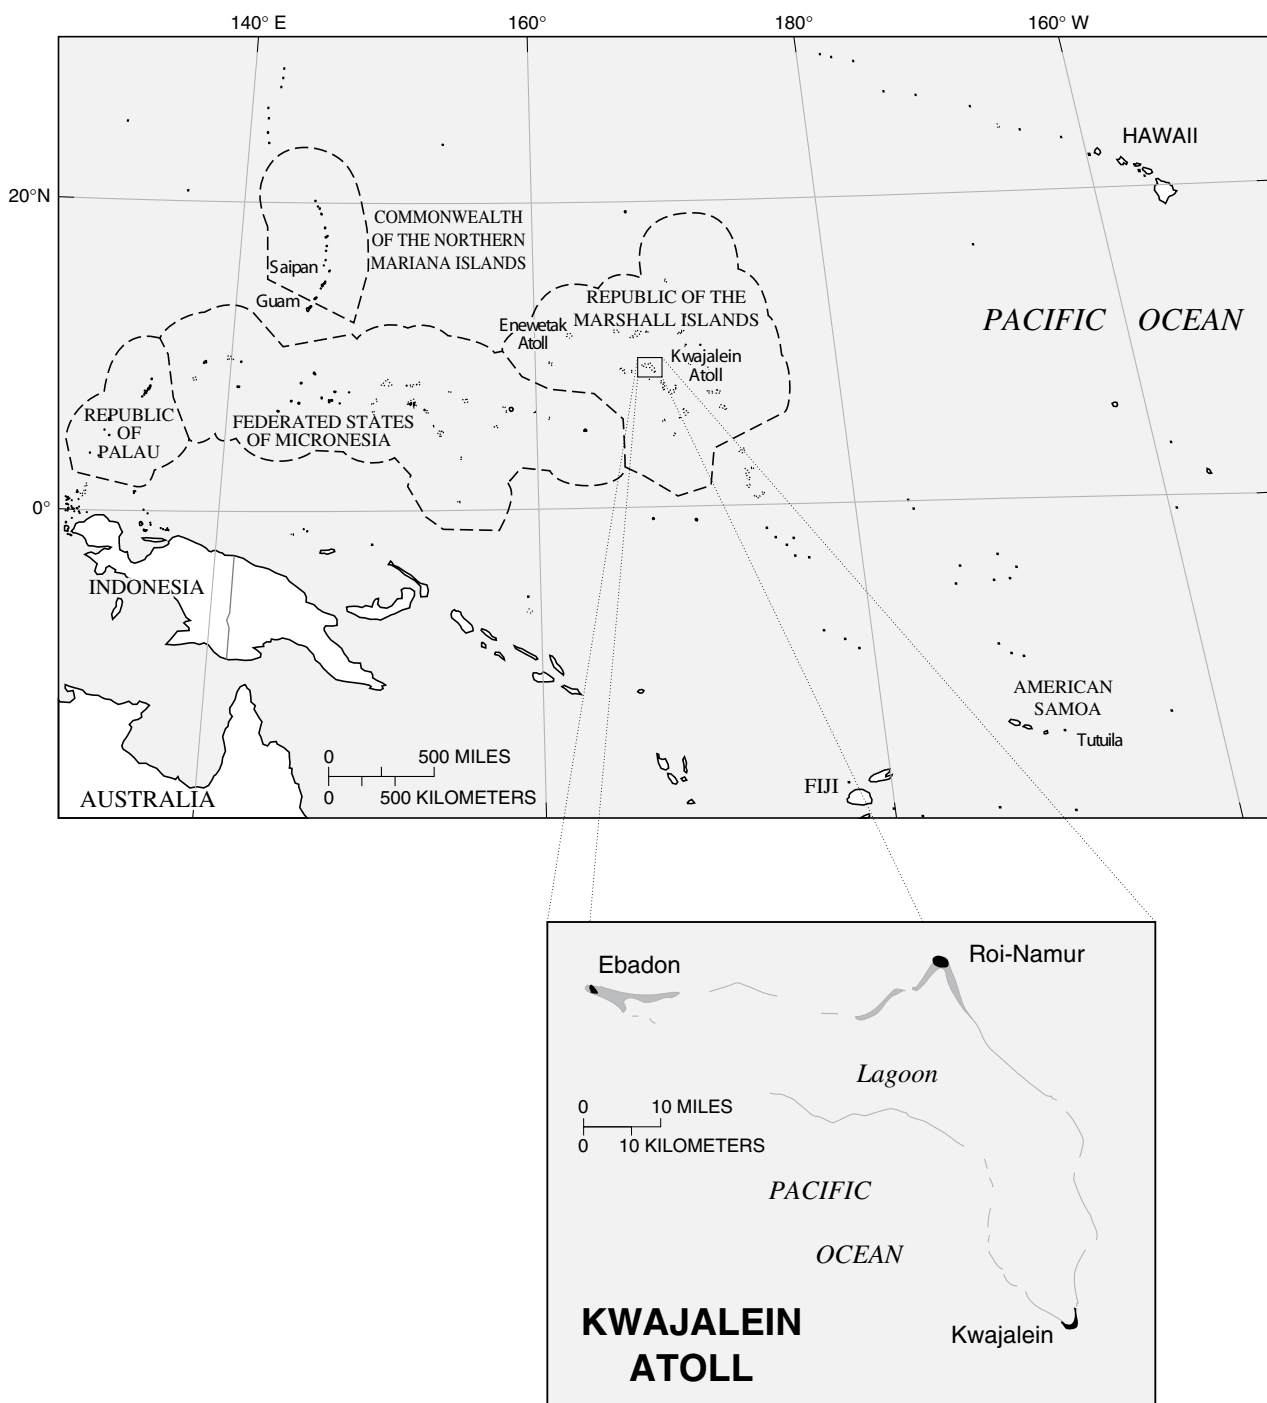 140° E
160°
180°
160° W
HAWAII
20°N
COMMONWEALTH
OF THE NORTHERN
MARIANA ISLANDS
Saipan
Guam
REPUBLIC OF THE
MARSHALL ISLANDS
Enewetak
Atoll
Kwajalein
Atoll
PACIFIC OCEAN
REPUBLIC
OF
PALAU
FEDERATED STATES
OF MICRONESIA
0°
INDONESIA
AMERICAN
SAMOA
Tutuila
0 500 MILES
0 500 KILOMETERS
FIJI
AUSTRALIA
Ebadon
Roi-Namur
Lagoon
0 10 MILES
0 10 KILOMETERS
PACIFIC
OCEAN
KWAJALEIN
ATOLL
Kwajalein